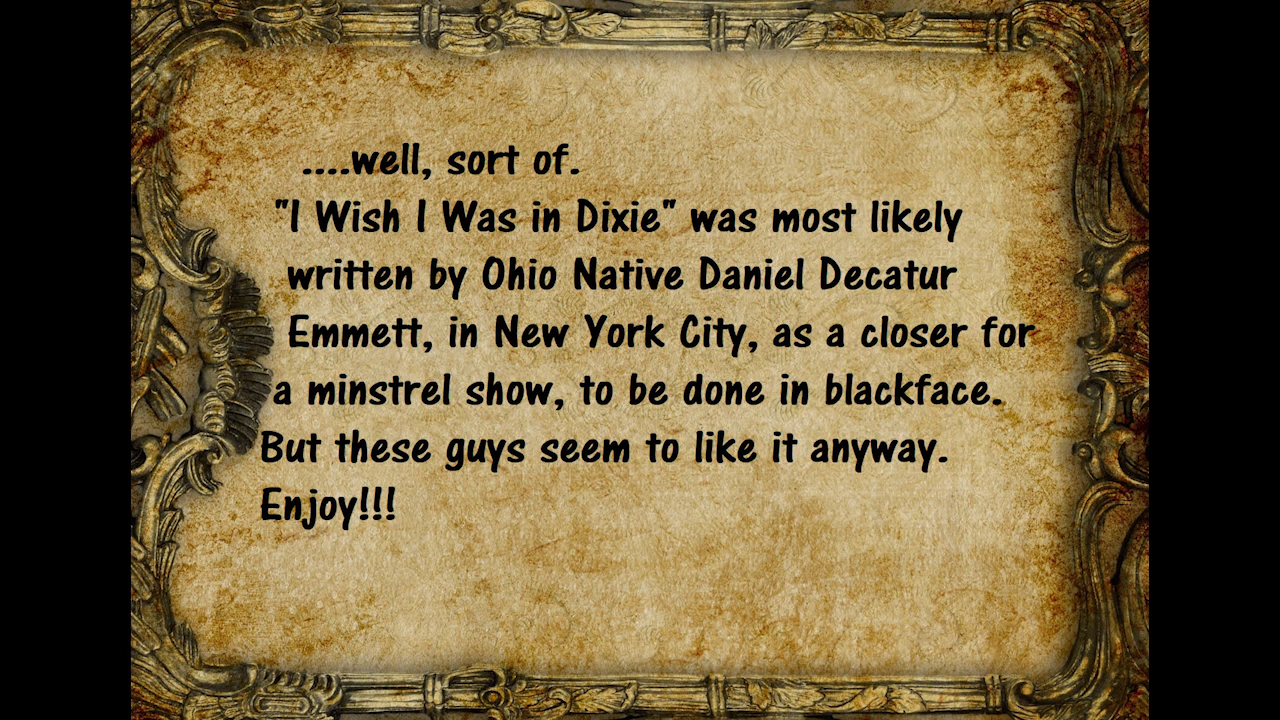 ....well, sort of.
"I Wish I Was in Dixie" was most likely
written by Ohio Native Daniel Decatur
Emmett, in New York City, as a closer for
a minstrel show, to be done in blackface.
But these guys seem to like it anyway.
Enjoy!!!